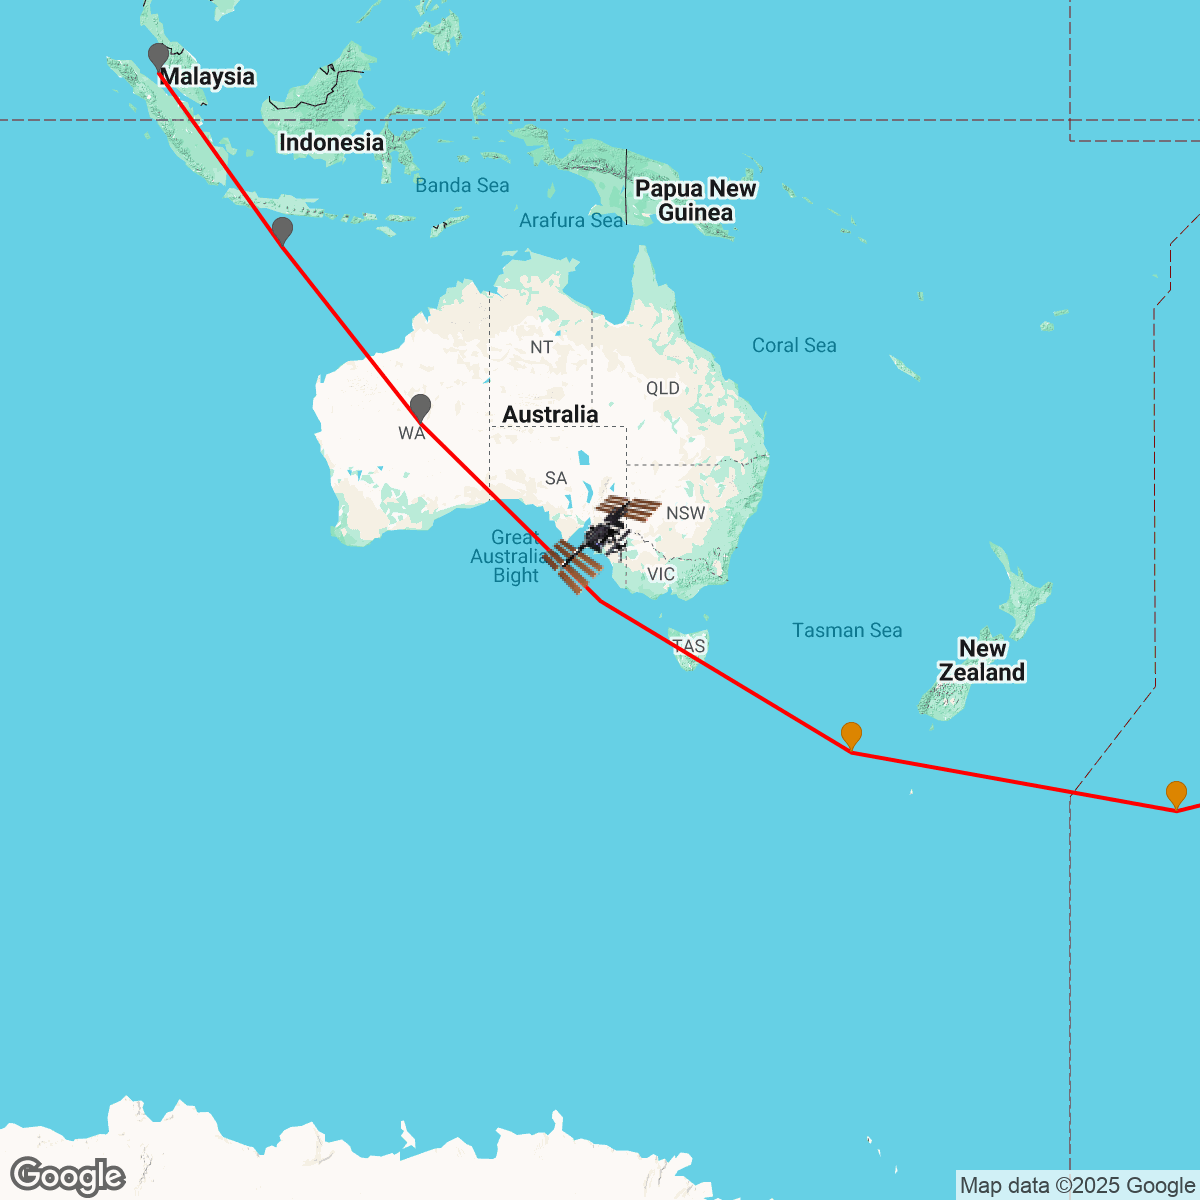 Malaysia
Indonesia
Banda Sea
Papua New
Guinea
Arafura Sea
NT
Coral Sea
QLD
Australia
WA
SA
NSW
Great
Australia
Bight
VIC
Tasman Sea
TAS
New
Zealand
Google
Map data ©2025 Google